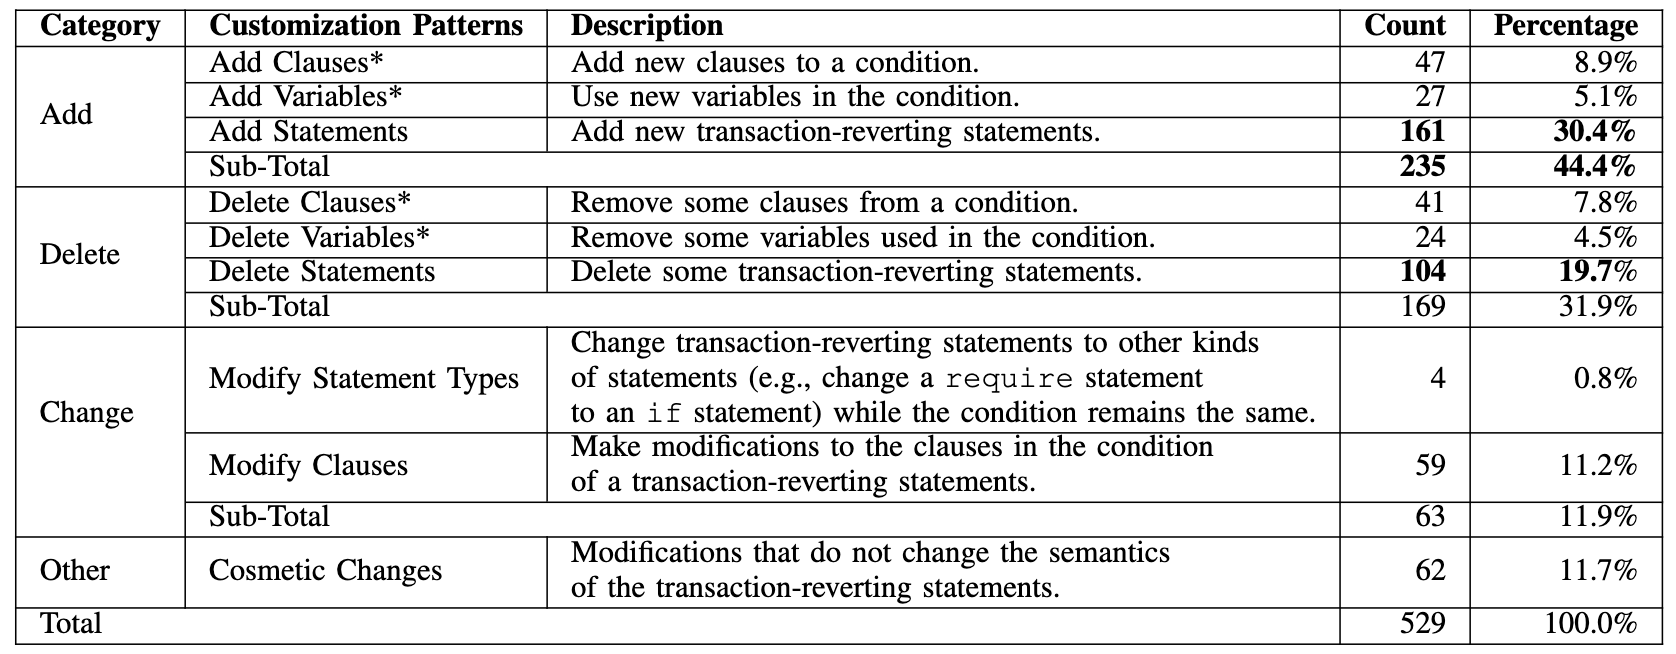 Category Customization Patterns Description Count Percentage
Add
Add Clauses* Add new clauses to a condition. 47 8.9%
Add Variables* Use new variables in the condition. 27 5.1%
Add Statements Add new transaction-reverting statements. 161 30.4%
Sub-Total 235 44.4%
Delete
Delete Clauses* Remove some clauses from a condition. 41 7.8%
Delete Variables* Remove some variables used in the condition. 24 4.5%
Delete Statements Delete some transaction-reverting statements. 104 19.7%
Sub-Total 169 31.9%
Change
Modify Statement Types
Change transaction-reverting statements to other kinds
of statements (e.g., change a require statement
to an if statement) while the condition remains the same.
4 0.8%
Modify Clauses
Make modifications to the clauses in the condition
of a transaction-reverting statements.
59 11.2%
Sub-Total 63 11.9%
Other
Cosmetic Changes
Modifications that do not change the semantics
of the transaction-reverting statements.
62 11.7%
Total 529 100.0%